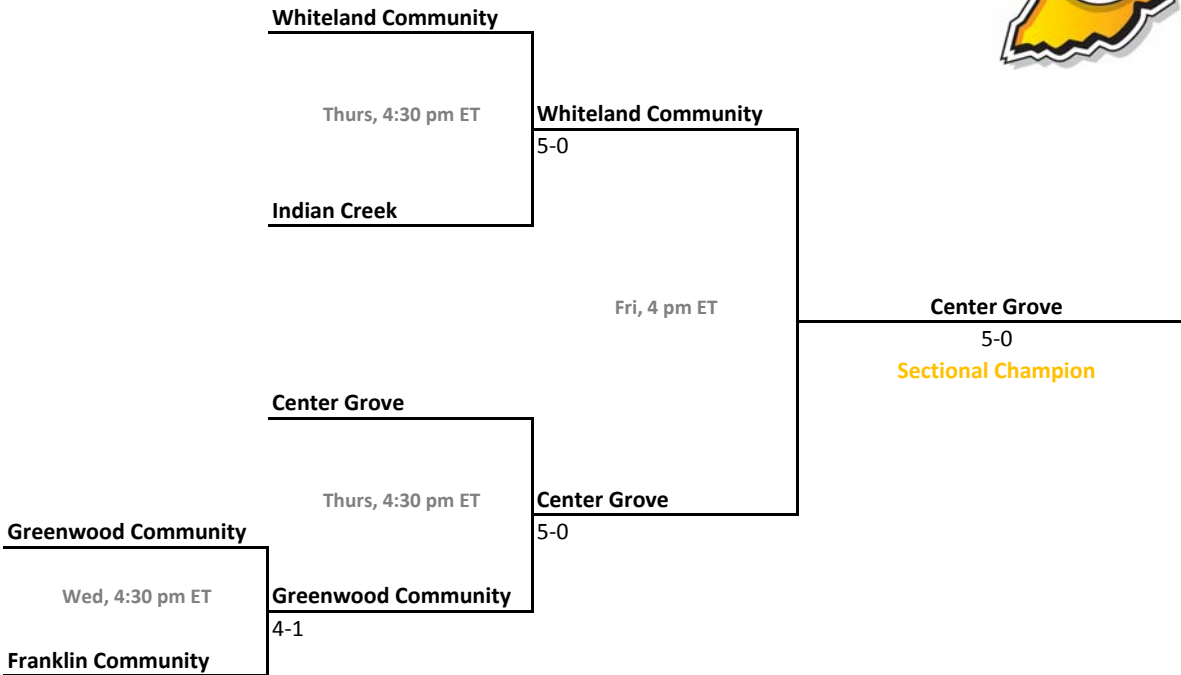 Whiteland Community
Thurs, 4:30 pm ET
Whiteland Community
5-0
Indian Creek
Fri, 4 pm ET
Center Grove
5-0
Sectional Champion
Center Grove
Thurs, 4:30 pm ET
Center Grove
5-0
Greenwood Community
Wed, 4:30 pm ET
Greenwood Community
4-1
Franklin Community